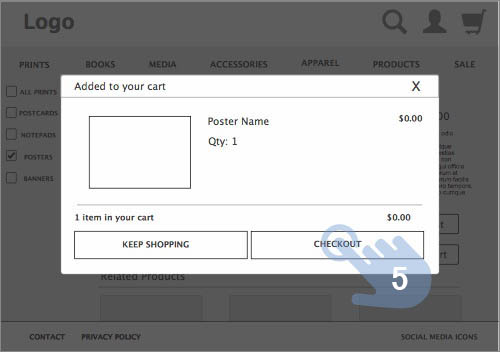 Logo
PRINTS BOOKS MEDIA ACCESSORIES APPAREL PRODUCTS SALE
Added to your cart X
ALL PRINTS
POSTCARDS
NOTEPADS
POSTERS
BANNERS
Poster Name $0.00
Qty: 1
1 item in your cart $0.00
KEEP SHOPPING CHECKOUT
5
Related Products
CONTACT PRIVACY POLICY SOCIAL MEDIA ICONS